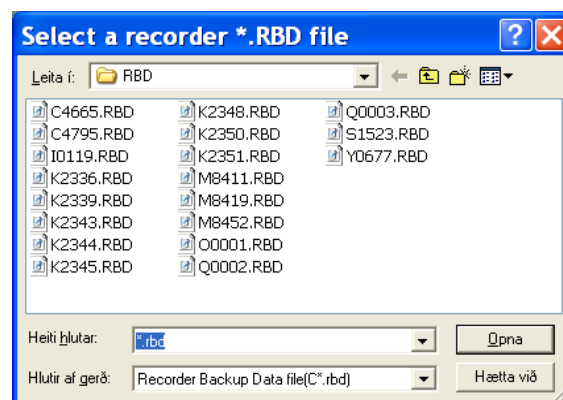 Select a recorder *.RBD file
Leita í: RBD
C4665.RBD K2348.RBD Q0003.RBD
C4795.RBD K2350.RBD S1523.RBD
I0119.RBD K2351.RBD Y0677.RBD
K2336.RBD M8411.RBD
K2339.RBD M8419.RBD
K2343.RBD M8452.RBD
K2344.RBD O0001.RBD
K2345.RBD Q0002.RBD
Heiti hlutar: *.rbd Opna
Hlutir af gerð: Recorder Backup Data file(C*.rbd) Hætta við